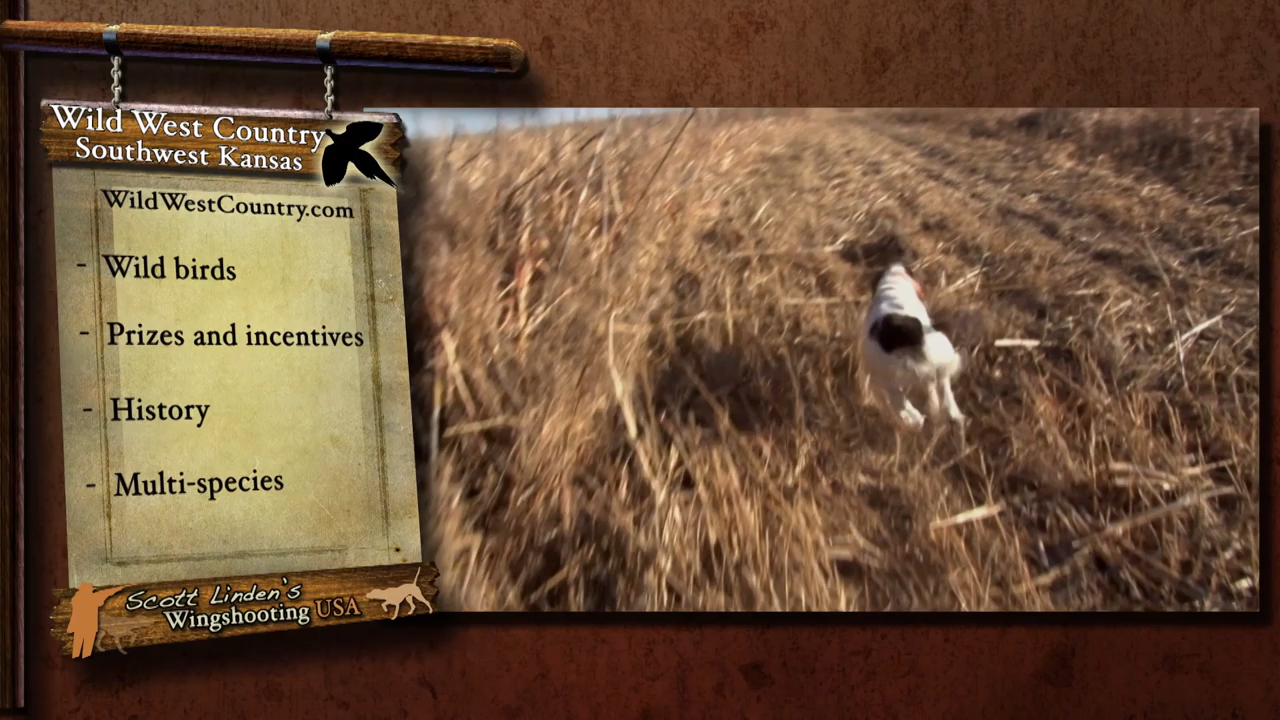 Wild West Country
Southwest Kansas
WildWestCountry.com
- Wild birds
- Prizes and incentives
- History
- Multi-species
Scott Linden's
Wingshooting USA